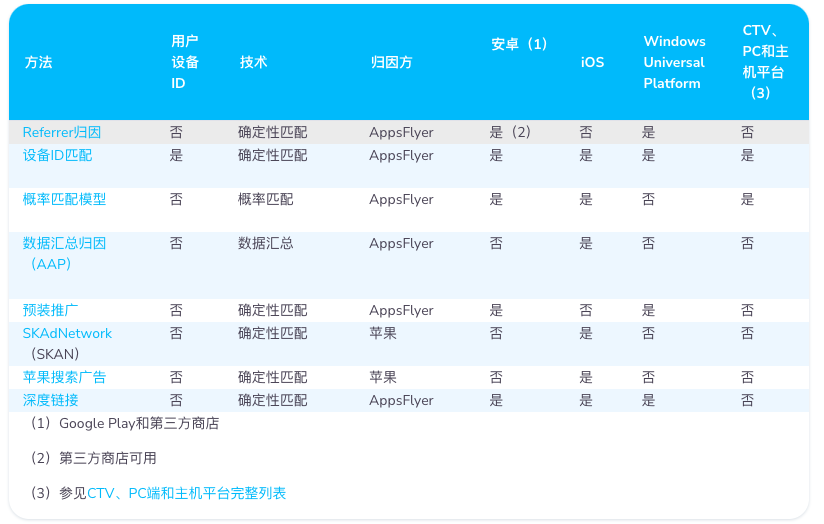 方法 用户设备ID 技术 归因方 安卓（1） iOS Windows Universal Platform CTV、PC和主机平台（3）
Referrer归因 否 确定性匹配 AppsFlyer 是（2） 否 是 否
设备ID匹配 是 确定性匹配 AppsFlyer 是 是 是 是
概率匹配模型 否 概率匹配 AppsFlyer 是 是 否 是
数据汇总归因（AAP） 否 数据汇总 AppsFlyer 否 是 否 否
预装推广 否 确定性匹配 AppsFlyer 是 否 是 否
SKAdNetwork（SKAN） 否 确定性匹配 苹果 否 是 否 否
苹果搜索广告 否 确定性匹配 苹果 否 是 否 否
深度链接 否 确定性匹配 AppsFlyer 是 是 是 否
（1）Google Play和第三方商店
（2）第三方商店可用
（3）参见CTV、PC端和主机平台完整列表